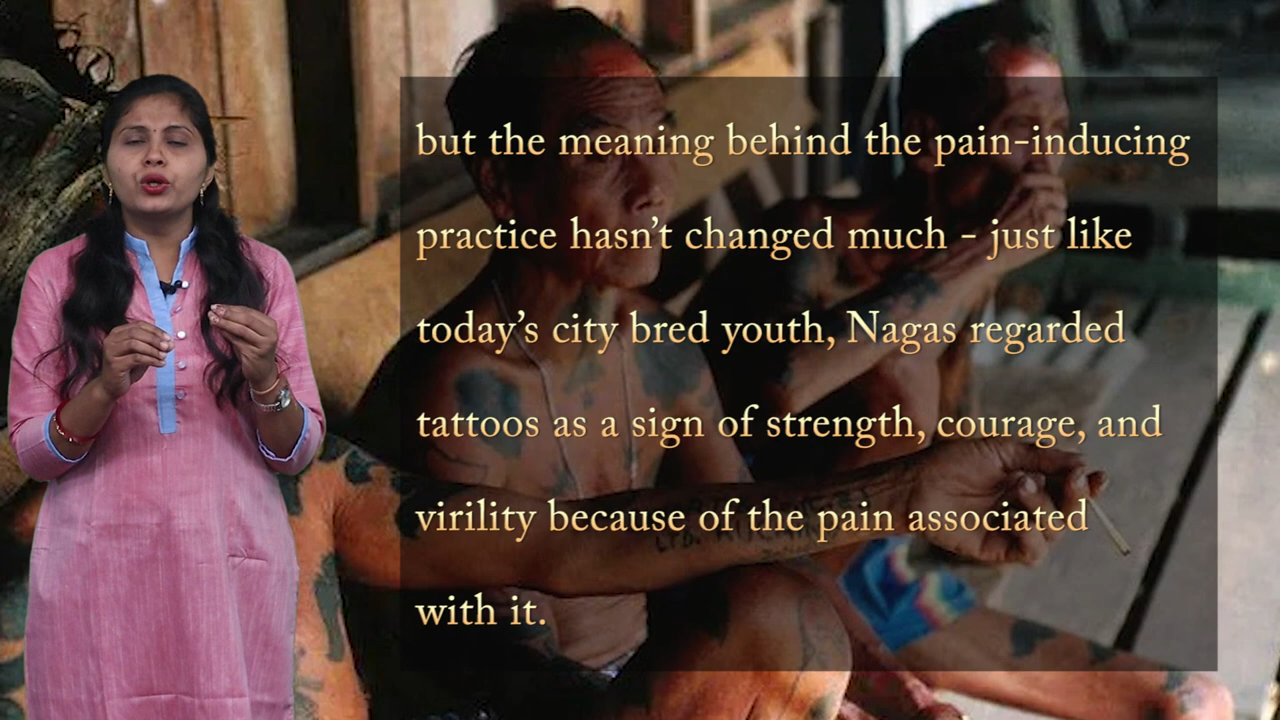 but the meaning behind the pain-inducing
practice hasn’t changed much - just like
today’s city bred youth, Nagas regarded
tattoos as a sign of strength, courage, and
virility because of the pain associated
with it.